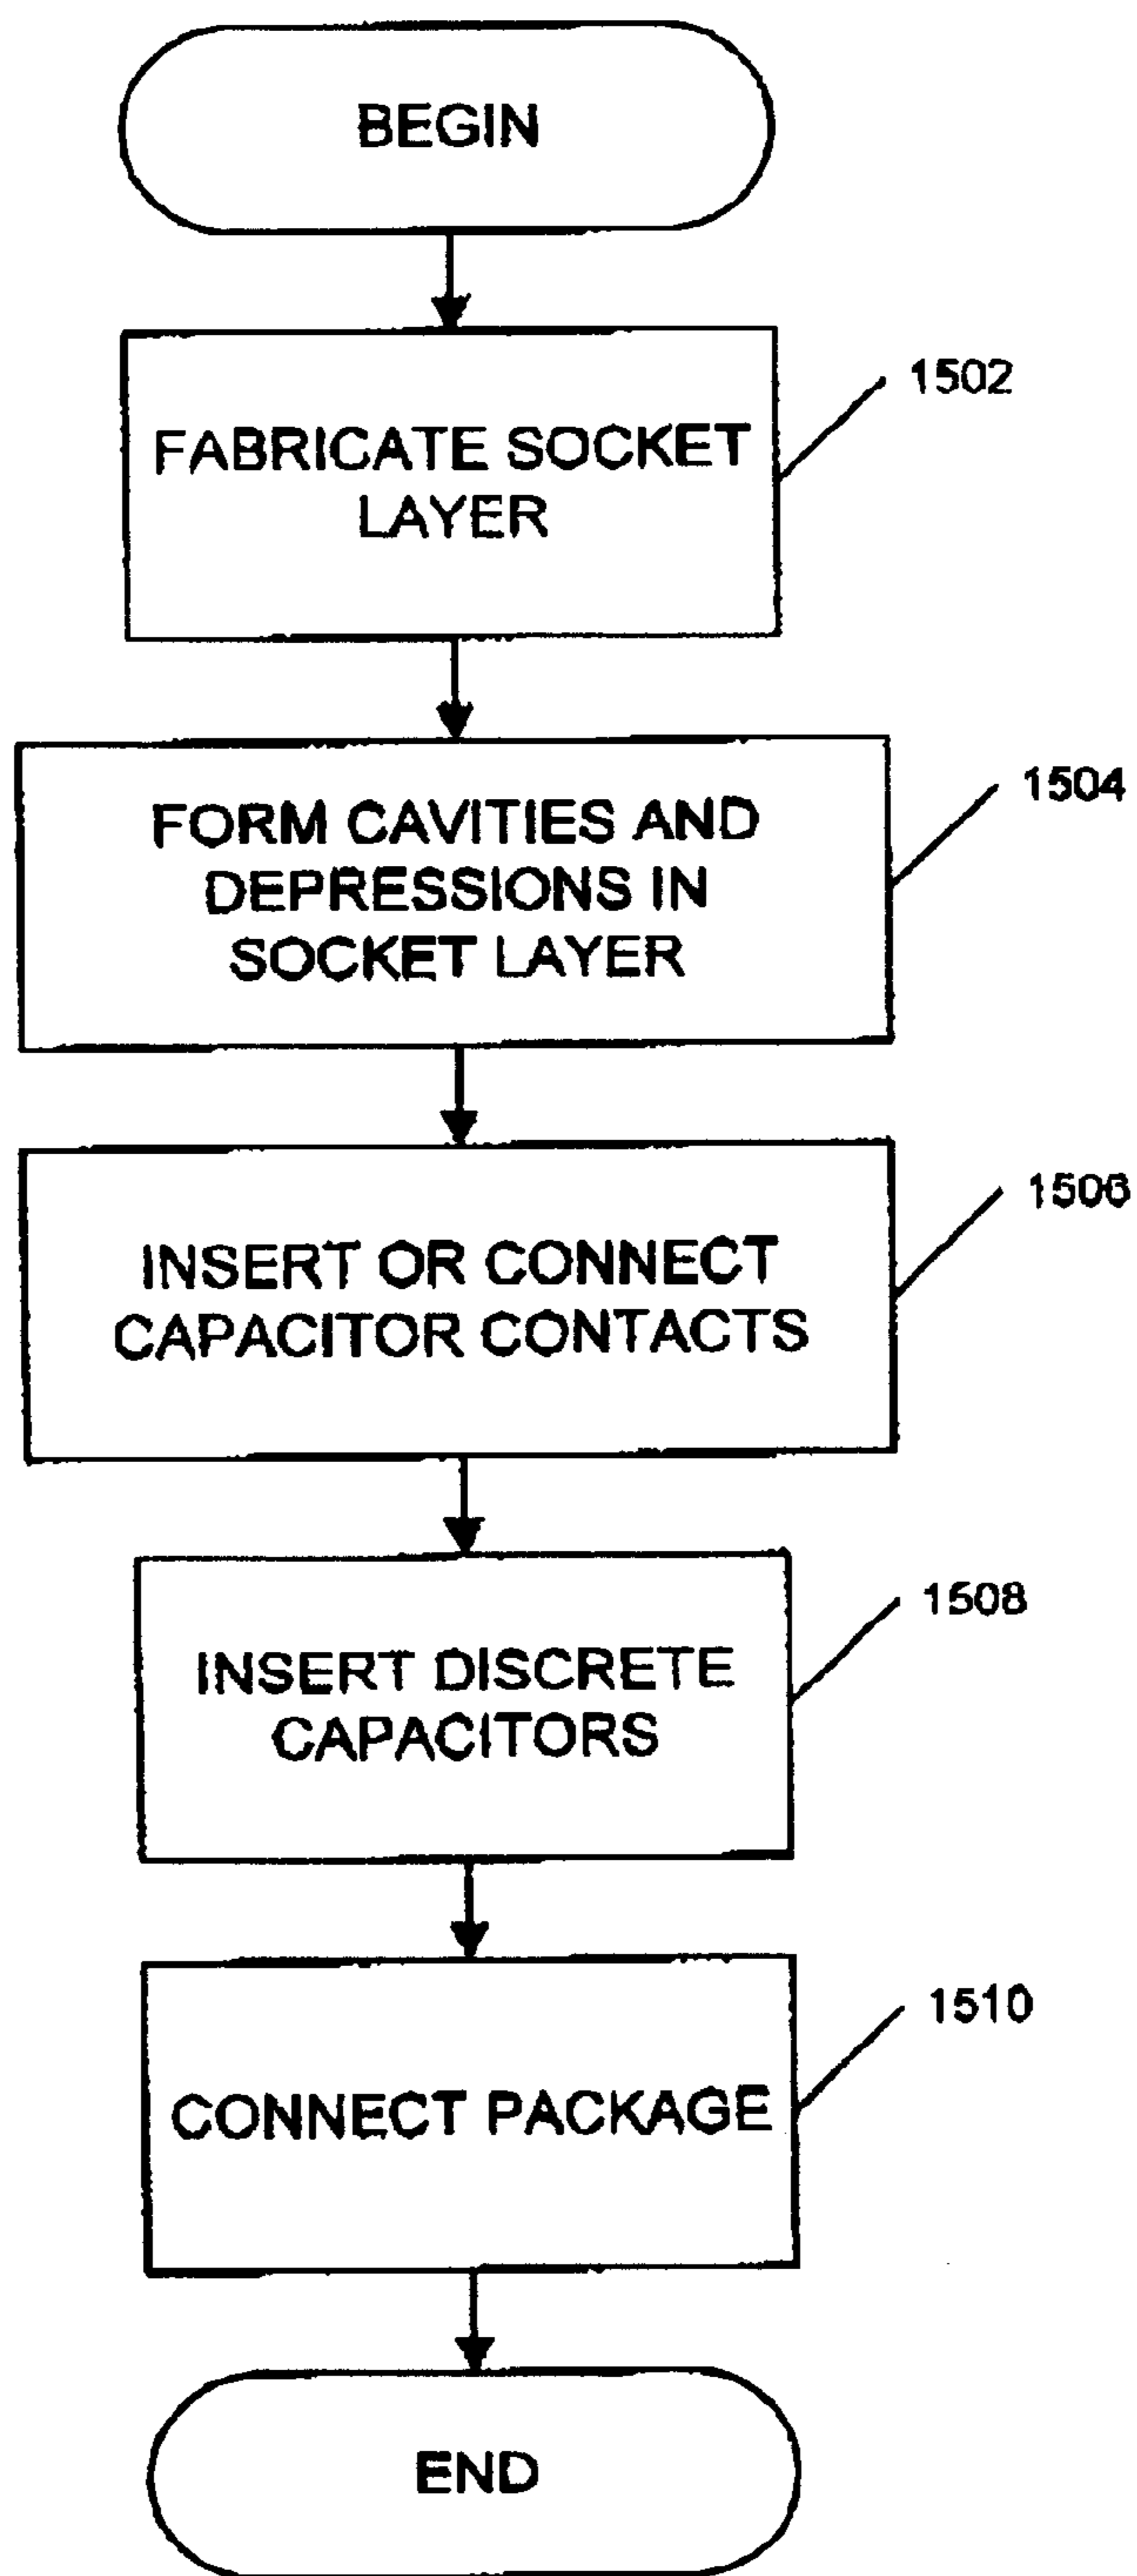 BEGIN
FABRICATE SOCKET
LAYER
1502
FORM CAVITIES AND
DEPRESSIONS IN
SOCKET LAYER
1504
INSERT OR CONNECT
CAPACITOR CONTACTS
1506
INSERT DISCRETE
CAPACITORS
1508
CONNECT PACKAGE
1510
END